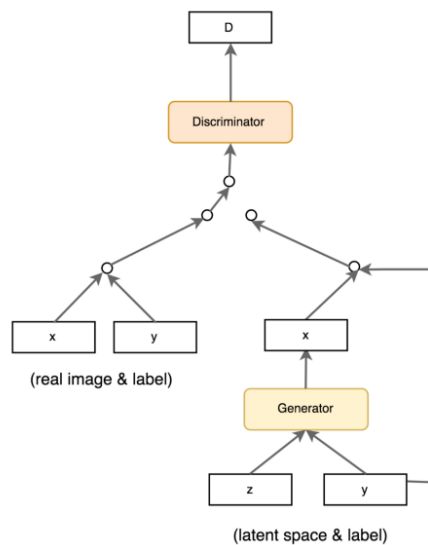 D
Discriminator
x
y
x
(real image & label)
Generator
z
y
(latent space & label)